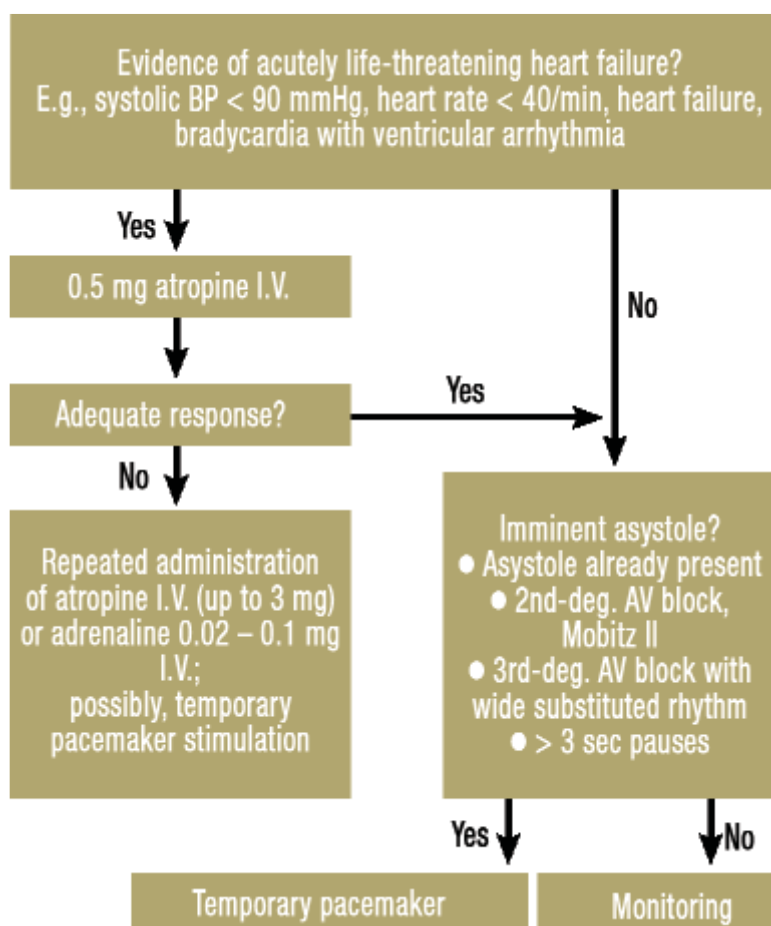 Evidence of acutely life-threatening heart failure?
E.g., systolic BP < 90 mmHg, heart rate < 40/min, heart failure,
bradycardia with ventricular arrhythmia
Yes
0.5 mg atropine I.V.
No
Adequate response?
Yes
No
Repeated administration
of atropine I.V. (up to 3 mg)
or adrenaline 0.02 – 0.1 mg
I.V.;
possibly, temporary
pacemaker stimulation
Imminent asystole?
● Asystole already present
● 2nd-deg. AV block,
Mobitz II
● 3rd-deg. AV block with
wide substituted rhythm
● > 3 sec pauses
Yes
No
Temporary pacemaker
Monitoring